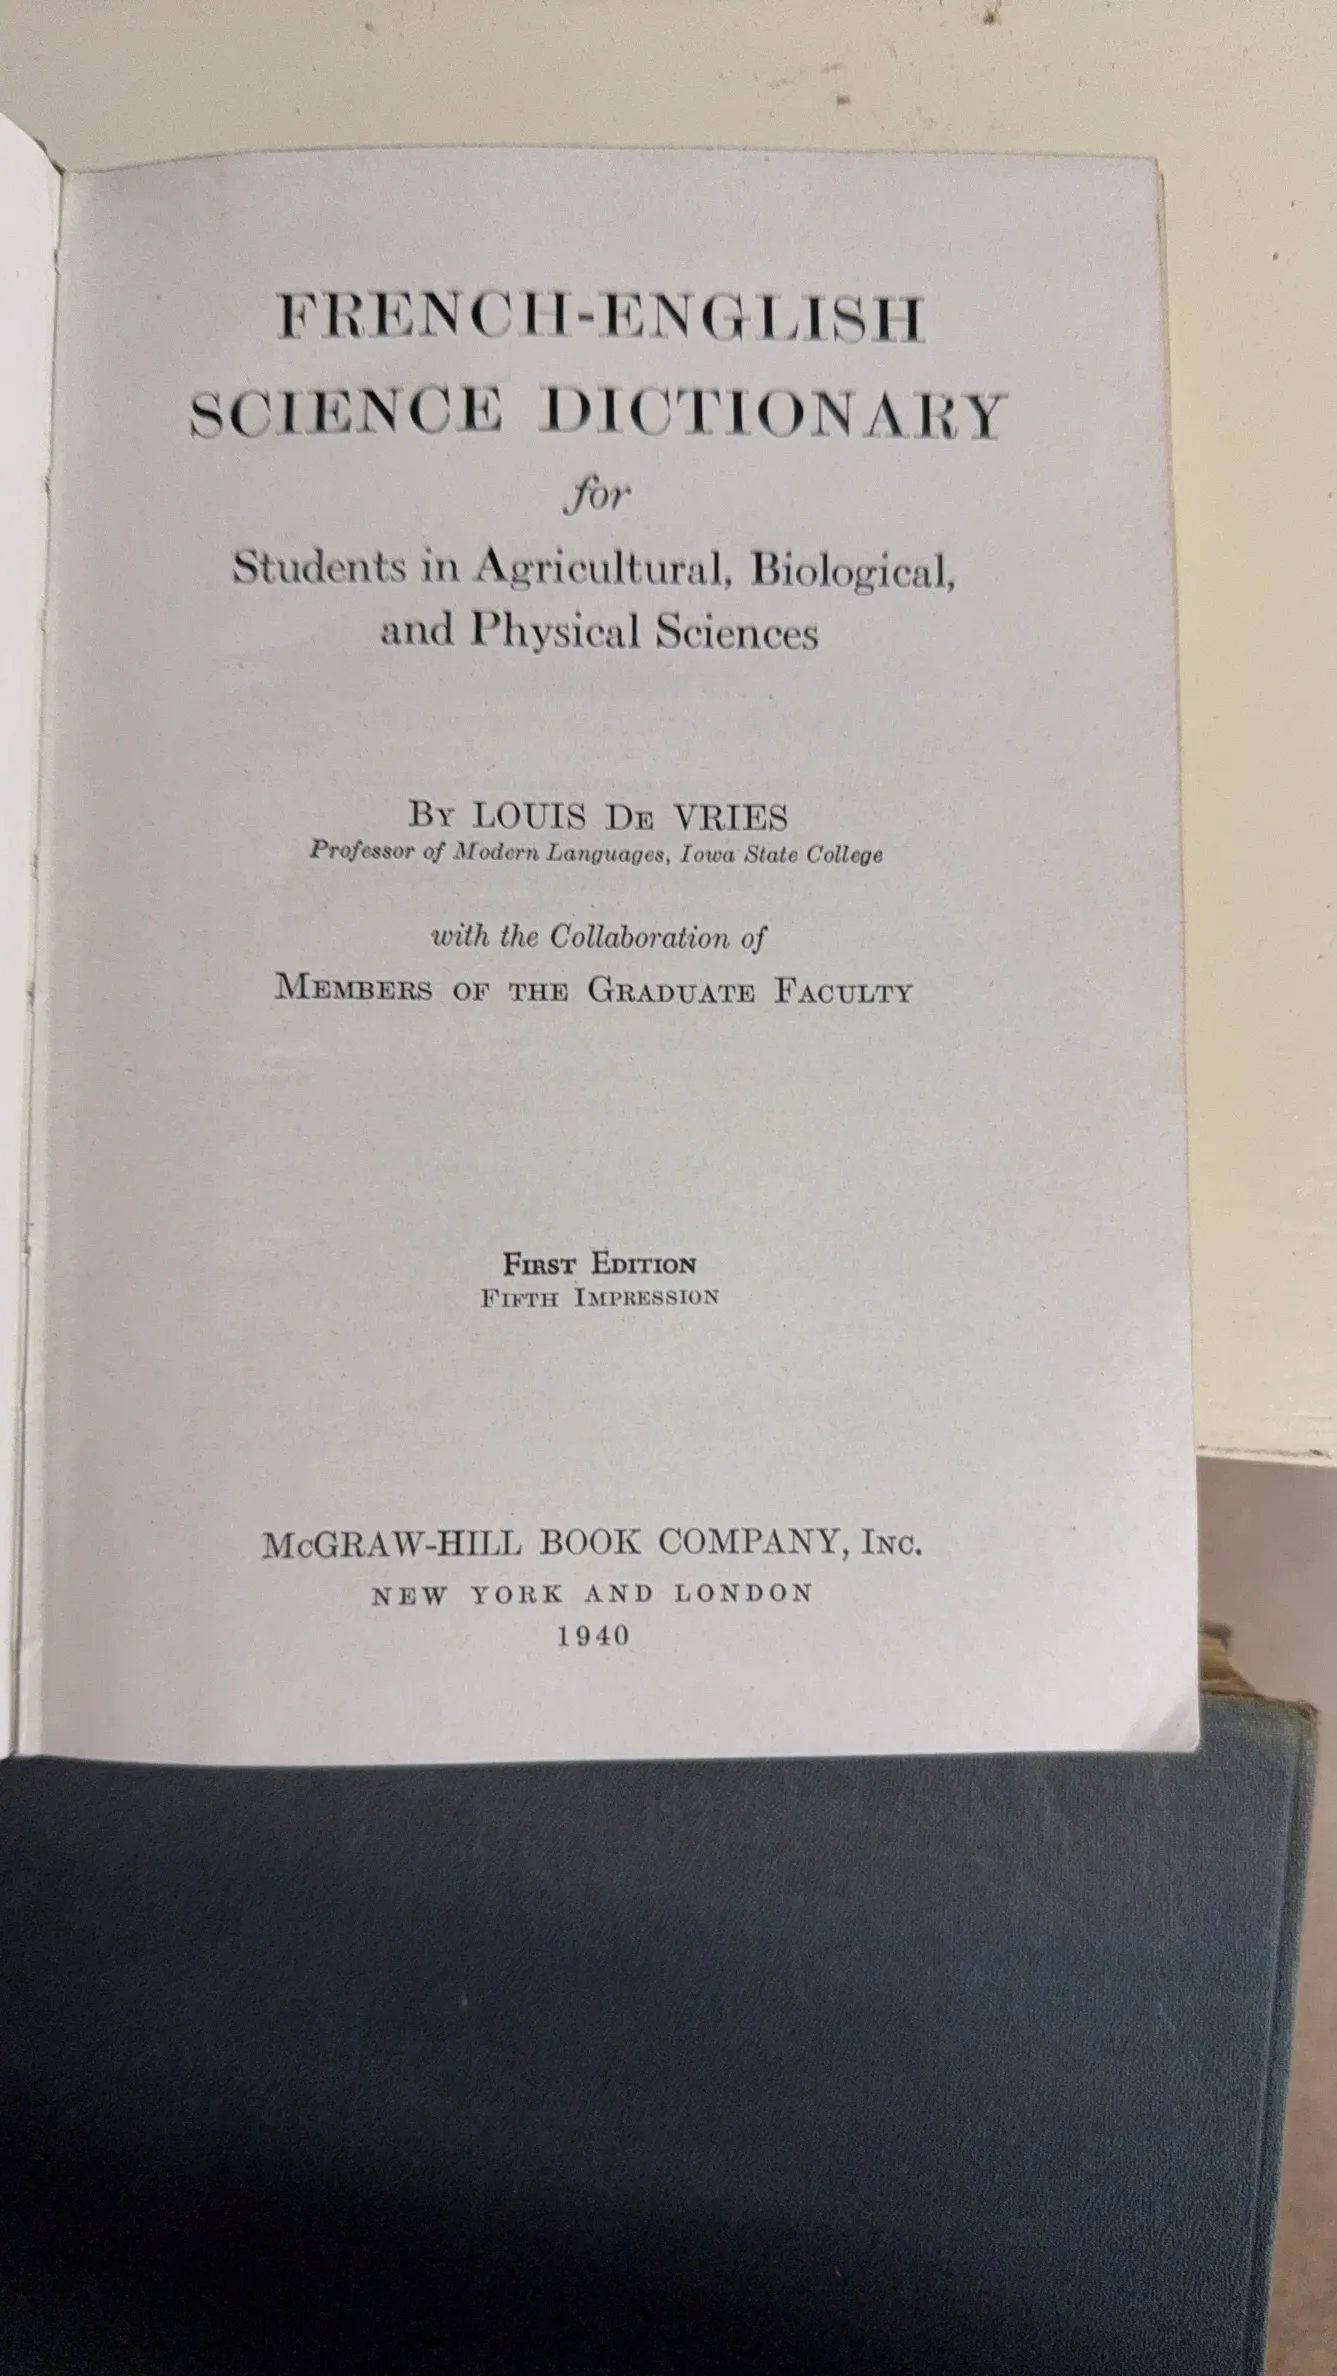 FRENCH-ENGLISH
SCIENCE DICTIONARY
for
Students in Agricultural, Biological,
and Physical Sciences
By LOUIS De VRIES
Professor of Modern Languages, Iowa State College
with the Collaboration of
Members of the Graduate Faculty
First Edition
Fifth Impression
McGRAW-HILL BOOK COMPANY, Inc.
NEW YORK AND LONDON
1940